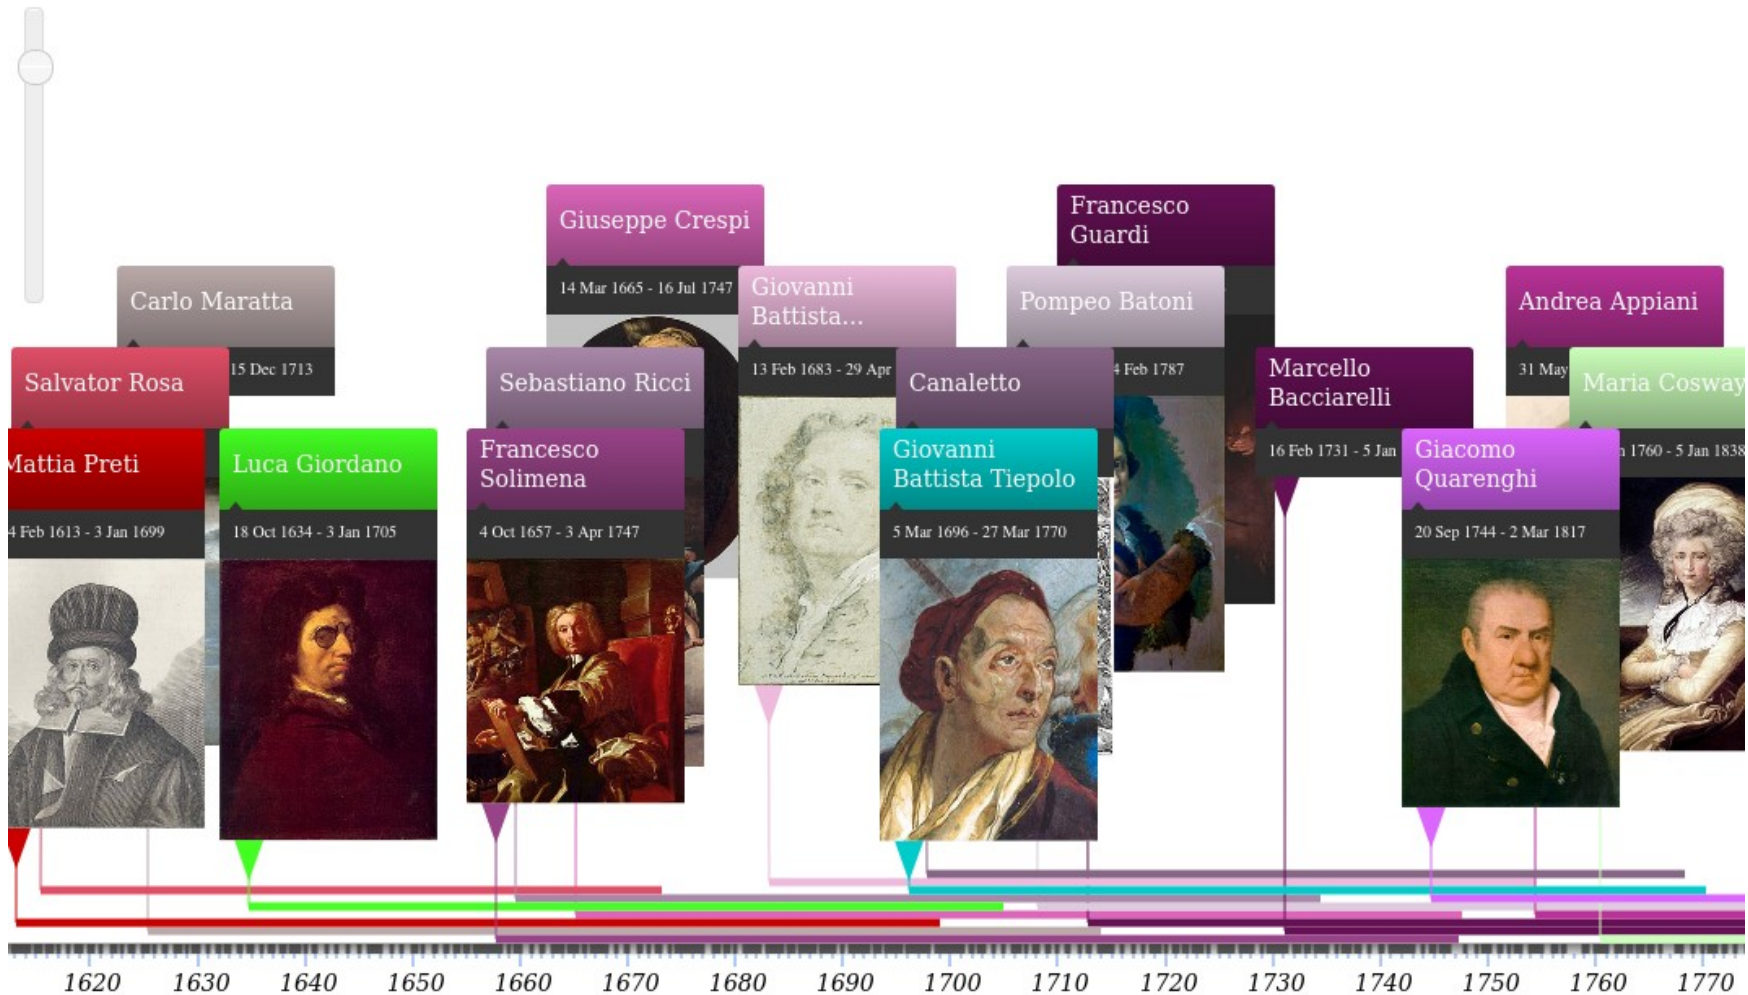 Giuseppe Crespi
14 Mar 1665 - 16 Jul 1747
Francesco
Guardi
Carlo Maratta
15 Dec 1713
Giovanni
Battista...
13 Feb 1683 - 29 Apr
Pompeo Batoni
4 Feb 1787
Andrea Appiani
31 May
Salvator Rosa
Sebastiano Ricci
Canaletto
Marcello
Bacciarelli
16 Feb 1731 - 5 Jan
Maria Cosway
1760 - 5 Jan 1838
Mattia Preti
4 Feb 1613 - 3 Jan 1699
Luca Giordano
18 Oct 1634 - 3 Jan 1705
Francesco
Solimena
4 Oct 1657 - 3 Apr 1747
Giovanni
Battista Tiepolo
5 Mar 1696 - 27 Mar 1770
Giacomo
Quarenghi
20 Sep 1744 - 2 Mar 1817
1620 1630 1640 1650 1660 1670 1680 1690 1700 1710 1720 1730 1740 1750 1760 1770